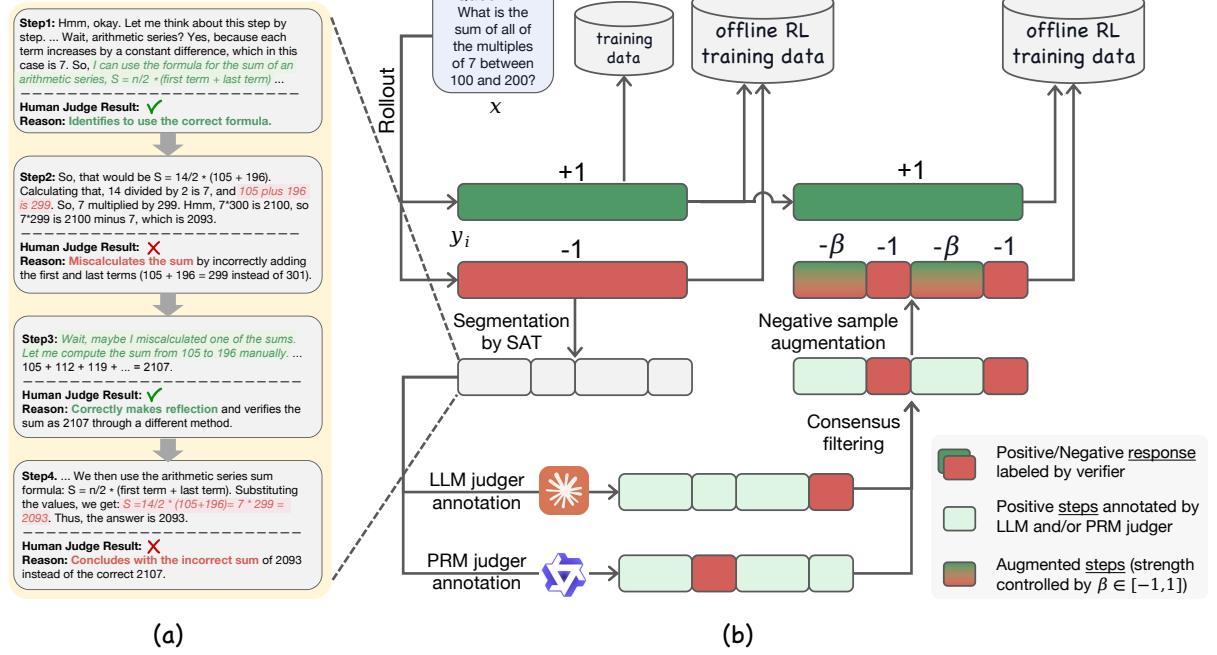 Step1: Hmm, okay. Let me think about this step by
step. ... Wait, arithmetic series? Yes, because each
term increases by a constant difference, which in this
case is 7. So, I can use the formula for the sum of an
arithmetic series, S = n/2 * (first term + last term) ...
Human Judge Result:
Reason: Identifies to use the correct formula.
Step2: So, that would be S = 14/2 * (105 + 196).
Calculating that, 14 divided by 2 is 7, and 105 plus 196
is 299. So, 7 multiplied by 299. Hmm, 7*300 is 2100, so
7*299 is 2100 minus 7, which is 2093.
Human Judge Result:
Reason: Miscalculates the sum by incorrectly adding
the first and last terms (105 + 196 = 299 instead of 301).
Step3: Wait, maybe I miscalculated one of the sums.
Let me compute the sum from 105 to 196 manually. ...
105 + 112 + 119 + ... = 2107.
Human Judge Result:
Reason: Correctly makes reflection and verifies the
sum as 2107 through a different method.
Step4. ... We then use the arithmetic series sum
formula: S = n/2 * (first term + last term). Substituting
the values, we get: S =14/2 * (105+196)= 7 * 299 =
2093. Thus, the answer is 2093.
Human Judge Result:
Reason: Concludes with the incorrect sum of 2093
instead of the correct 2107.
(a)
What is the
sum of all of
the multiples
of 7 between
100 and 200?
x
Rollout
training
data
offline RL
training data
offline RL
training data
+1
y_i
-1
+1
-β -1 -β -1
Segmentation
by SAT
Negative sample
augmentation
Consensus
filtering
LLM judger
annotation
PRM judger
annotation
Positive/Negative response
labeled by verifier
Positive steps annotated by
LLM and/or PRM judger
Augmented steps (strength
controlled by β ∈ [−1,1])
(b)